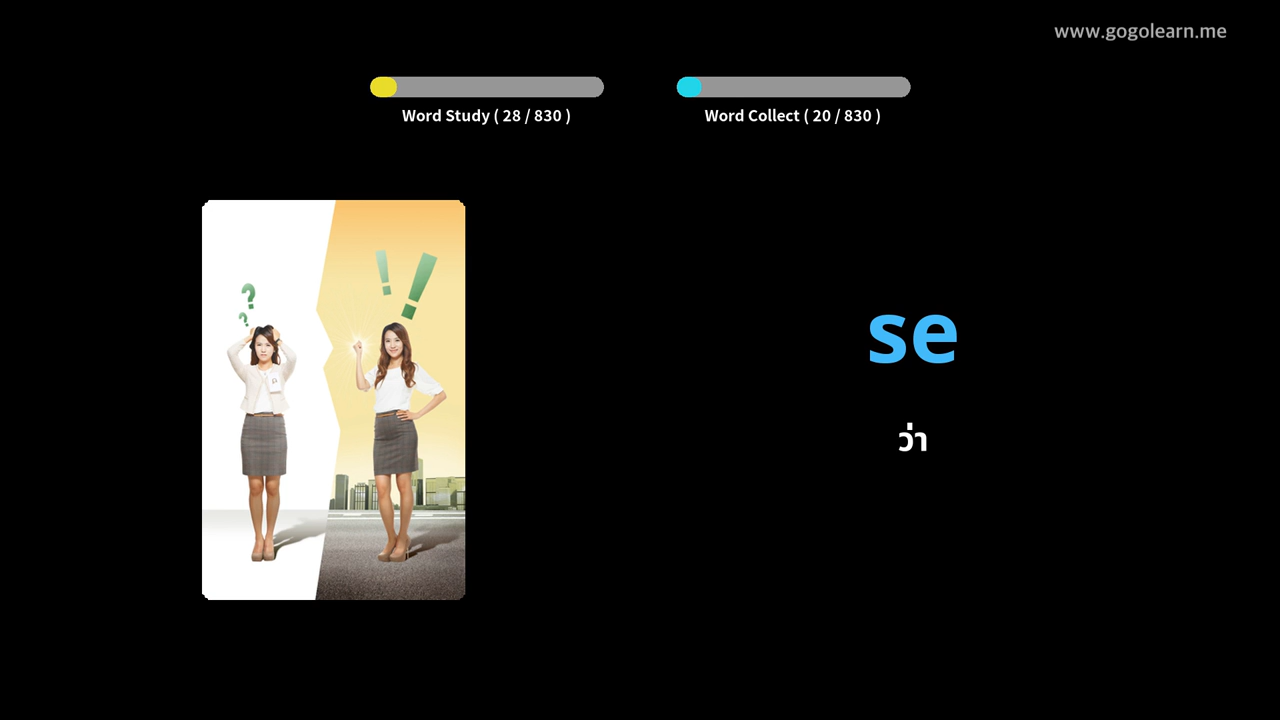 www.gogolearn.me
Word Study ( 28 / 830 )
Word Collect ( 20 / 830 )
? !!
?
se
ว่า